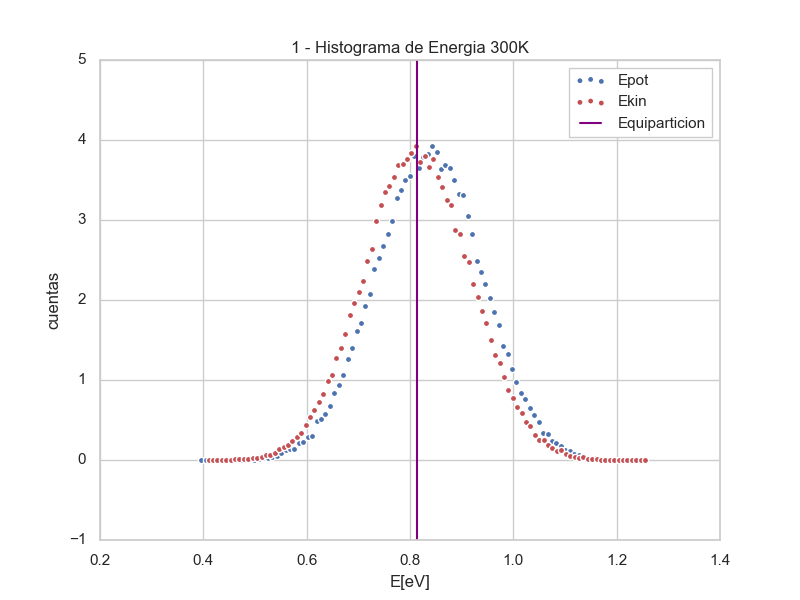 1 - Histograma de Energia 300K
5
4
3
2
1
0
−1
cuentas
Epot
Ekin
Equiparticion
0.2 0.4 0.6 0.8 1.0 1.2 1.4
E[eV]